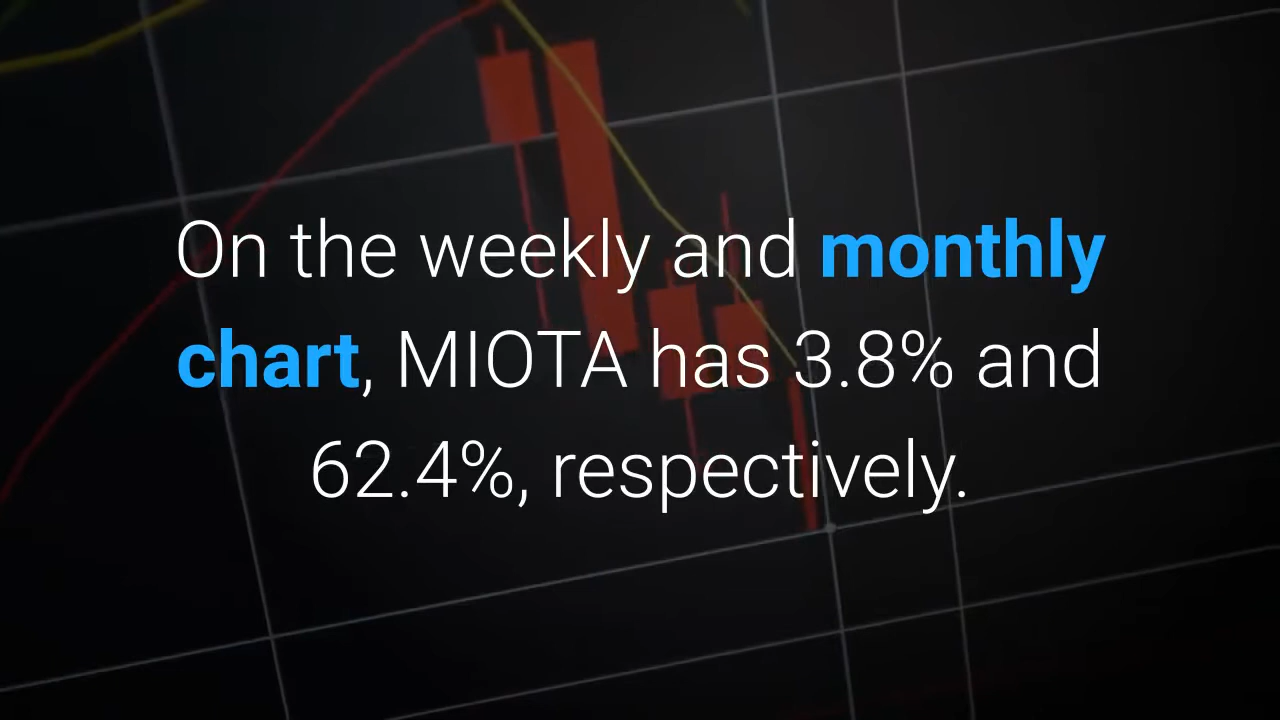 On the weekly and monthly
chart, MIOTA has 3.8% and
62.4%, respectively.